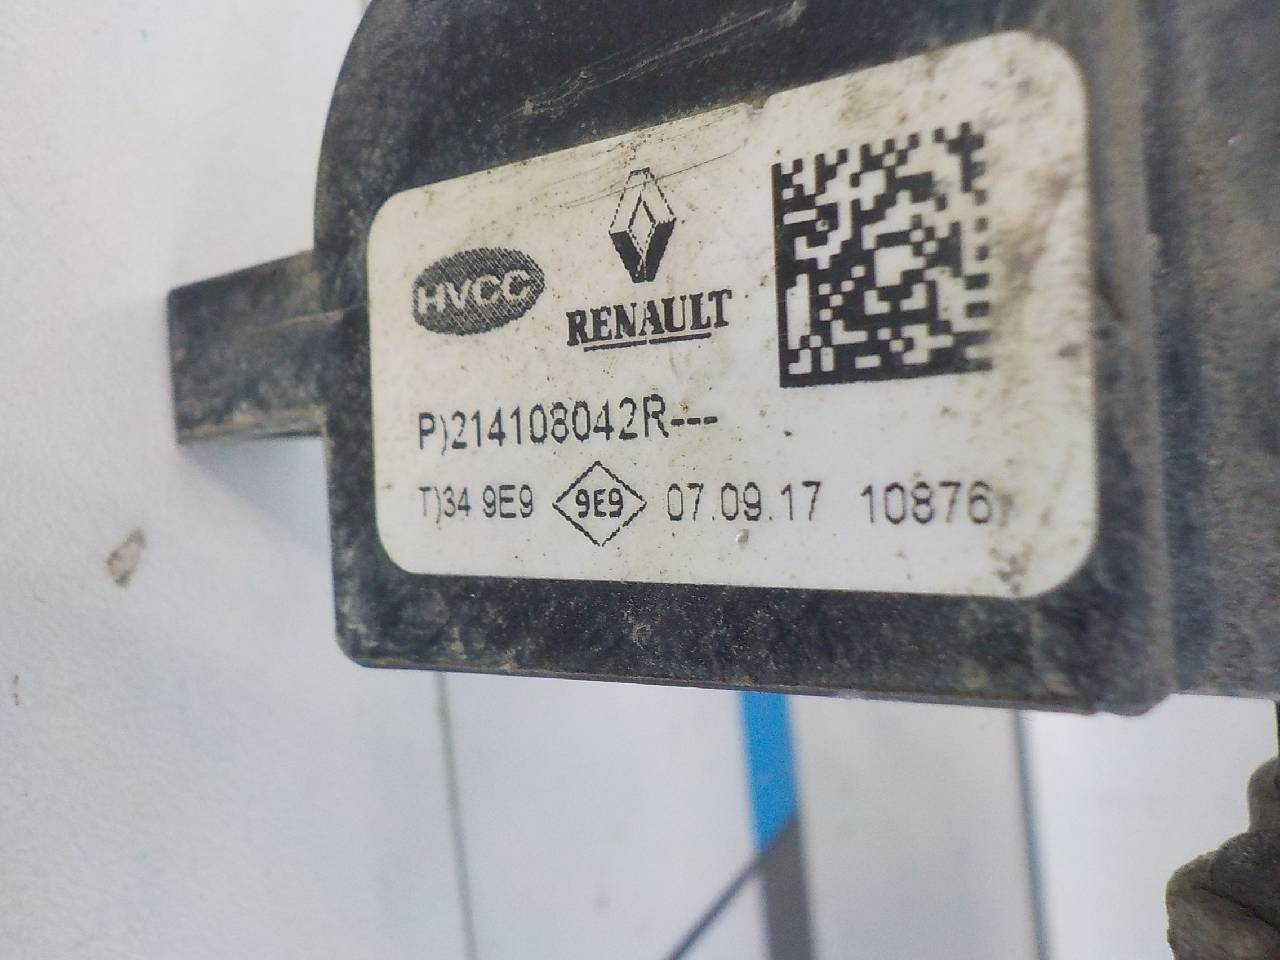 HVCC
RENAULT
P)214108042R---
T)34 9E9 9E9 07.09.17 10876